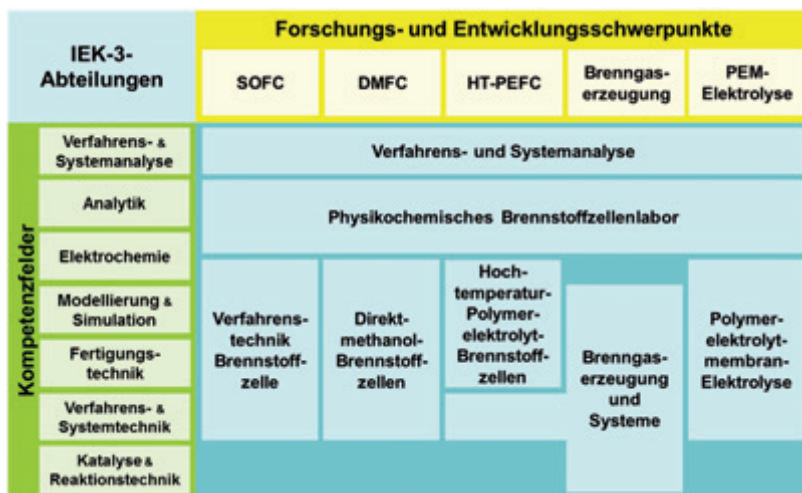 IEK-3-
Abteilungen
Forschungs- und Entwicklungsschwerpunkte
SOFC
DMFC
HT-PEFC
Brenngas-
erzeugung
PEM-
Elektrolyse
Kompetenzfelder
Verfahrens- &
Systemanalyse
Verfahrens- und Systemanalyse
Analytik
Physikochemisches Brennstoffzellenlabor
Elektrochemie
Modellierung &
Simulation
Fertigungs-
technik
Verfahrens- &
Systemtechnik
Katalyse &
Reaktionstechnik
Verfahrens-
technik
Brennstoff-
zelle
Direkt-
methanol-
Brennstoff-
zellen
Hoch-
temperatur-
Polymer-
elektrolyt-
Brennstoff-
zellen
Brenngas-
erzeugung
und
Systeme
Polymer-
elektrolyt-
membran-
Elektrolyse